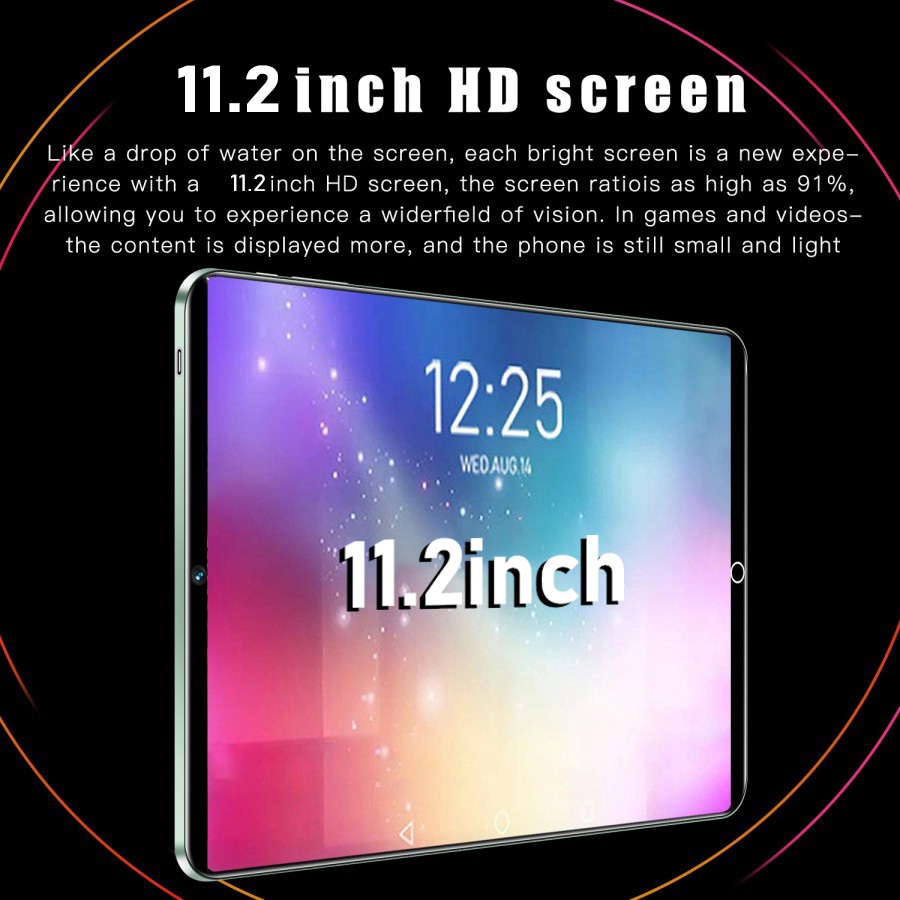 11.2 inch HD screen
Like a drop of water on the screen, each bright screen is a new expe–
rience with a 11.2 inch HD screen, the screen ratiois as high as 91%,
allowing you to experience a widerfield of vision. In games and videos–
the content is displayed more, and the phone is still small and light
12:25
WED.AUG.14
11.2inch